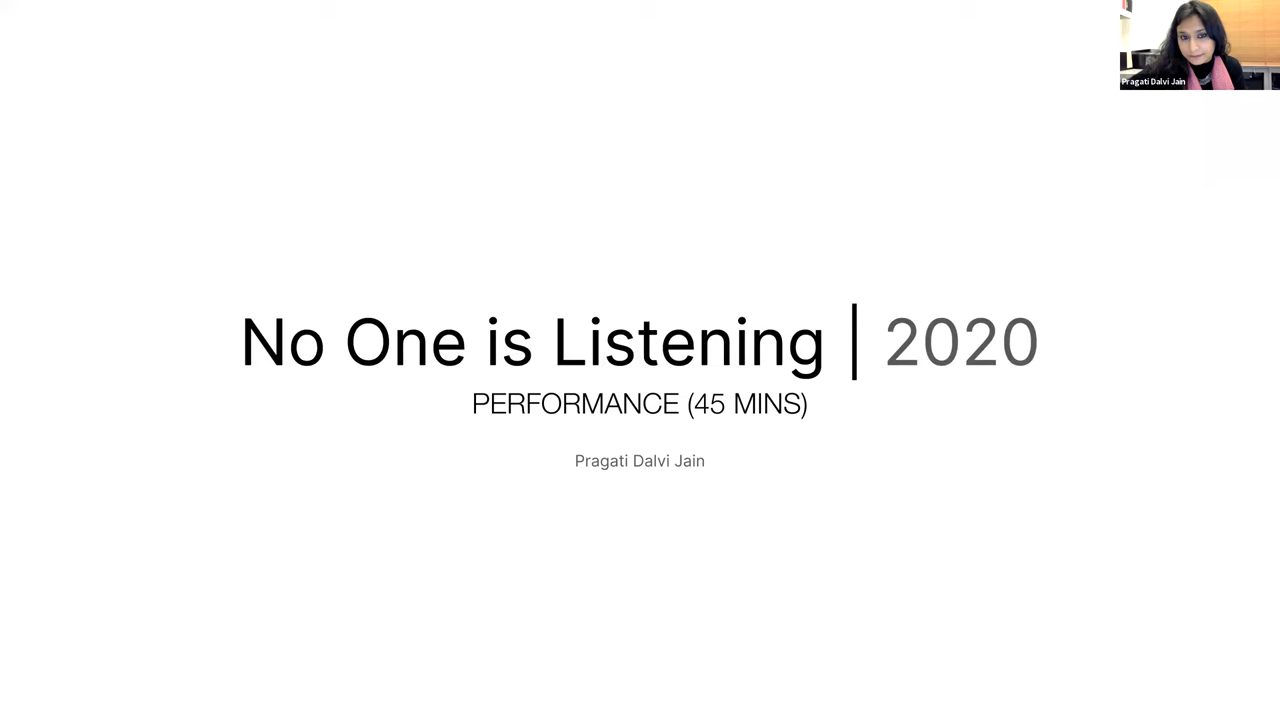 Pragati Dalvi Jain
No One is Listening | 2020
PERFORMANCE (45 MINS)
Pragati Dalvi Jain